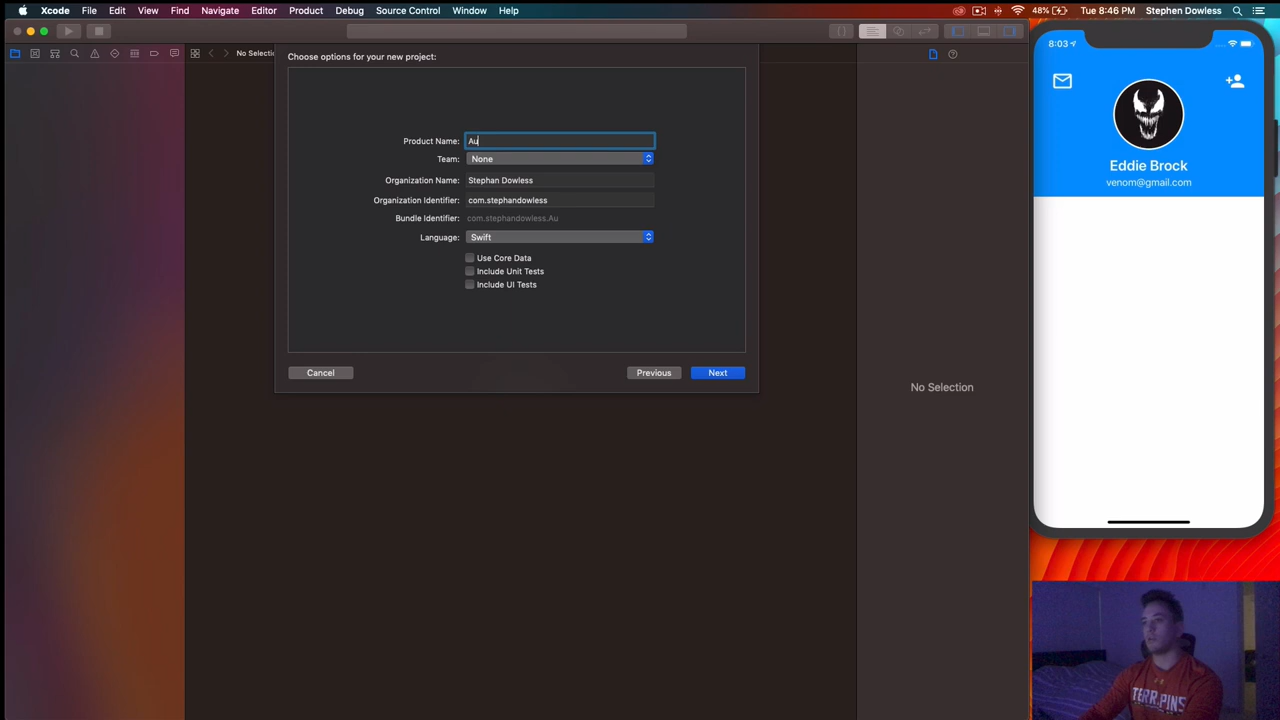 Xcode File Edit View Find Navigate Editor Product Debug Source Control Window Help 48% Tue 8:46 PM Stephen Dowless
No Selectio
Choose options for your new project:
Product Name: Au
Team: None
Organization Name: Stephan Dowless
Organization Identifier: com.stephandowless
Bundle Identifier: com.stephandowless.Au
Language: Swift
Use Core Data
Include Unit Tests
Include UI Tests
Cancel Previous Next
No Selection
8:03
Eddie Brock
venom@gmail.com
TERRPINS